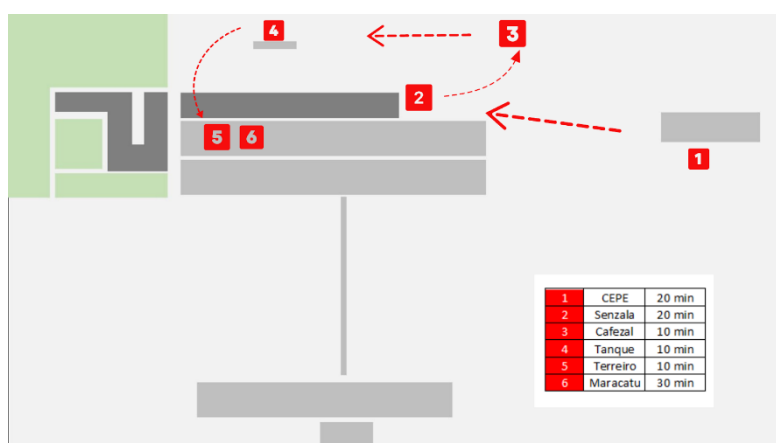 4
3
2
5 6
1
1 CEPE 20 min
2 Senzala 20 min
3 Cafezal 10 min
4 Tanque 10 min
5 Terreiro 10 min
6 Maracatu 30 min